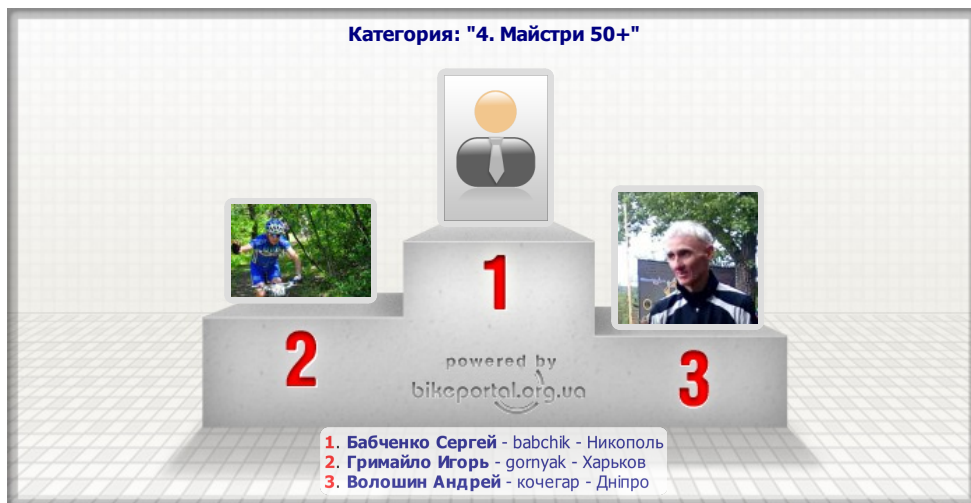 Категория: "4. Майстри 50+"
1
2
3
powered by
bikeportal.org.ua
1. Бабченко Сергей - babchik - Никополь
2. Гримайло Игорь - gornyak - Харьков
3. Волошин Андрей - кочегар - Дніпро